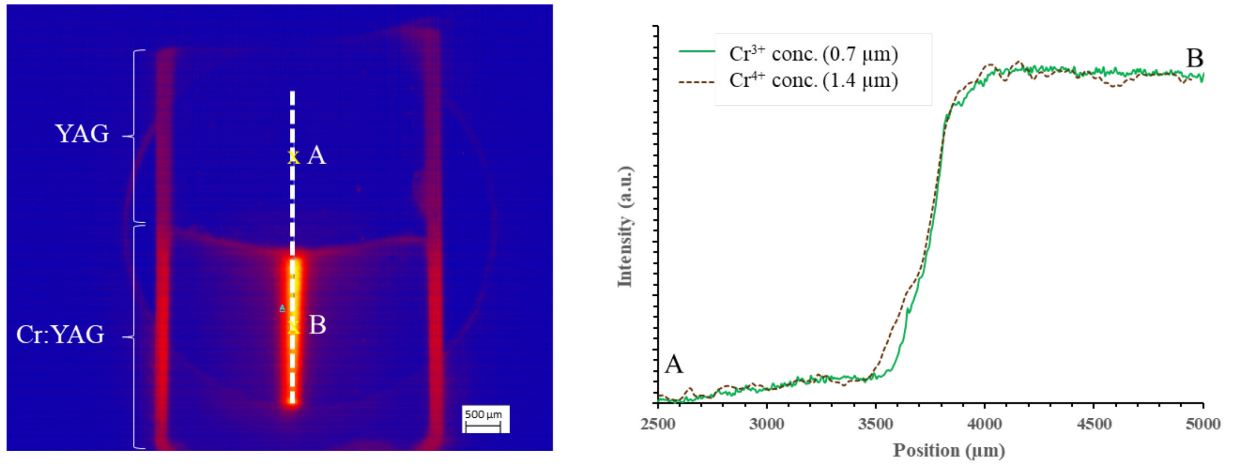 YAG
A
B
Cr:YAG
500 µm
Cr³⁺ conc. (0.7 µm)
Cr⁴⁺ conc. (1.4 µm)
B
A
Intensity (a.u.)
2500 3000 3500 4000 4500 5000
Position (µm)